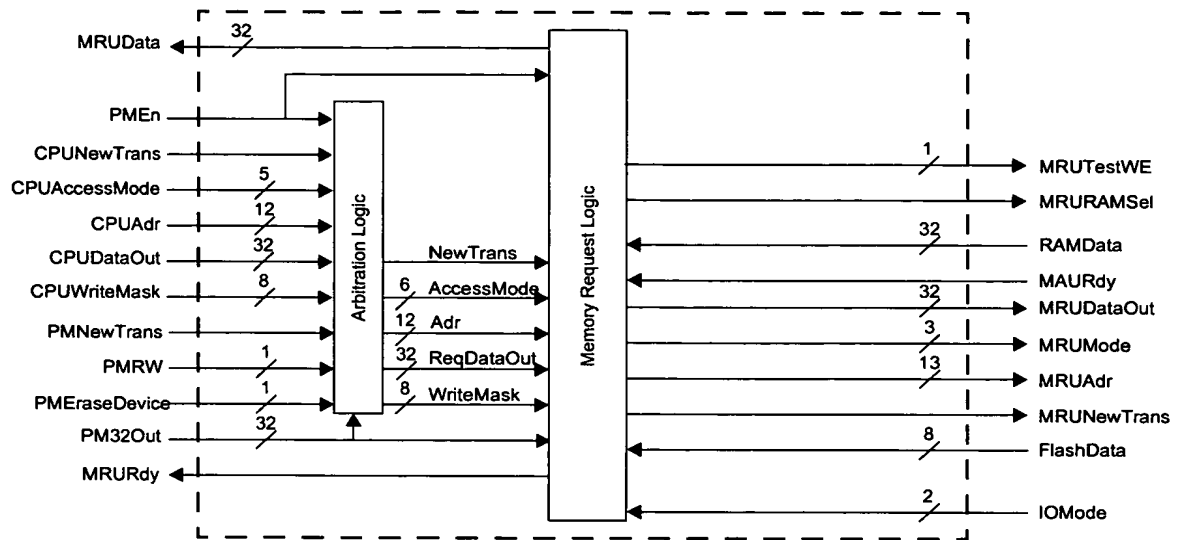 MRUData
32
PMEn
CPUNewTrans
CPUAccessMode
5
CPUAdr
12
CPUDataOut
32
CPUWriteMask
8
PMNewTrans
PMRW
1
PMEraseDevice
1
PM32Out
32
MRURdy
Arbitration Logic
NewTrans
6 AccessMode
12 Adr
32 ReqDataOut
8 WriteMask
Memory Request Logic
1
MRUTestWE
MRURAMSel
32
RAMData
MAURdy
32
MRUDataOut
3
MRUMode
13
MRUAdr
MRUNewTrans
8
FlashData
2
IOMode